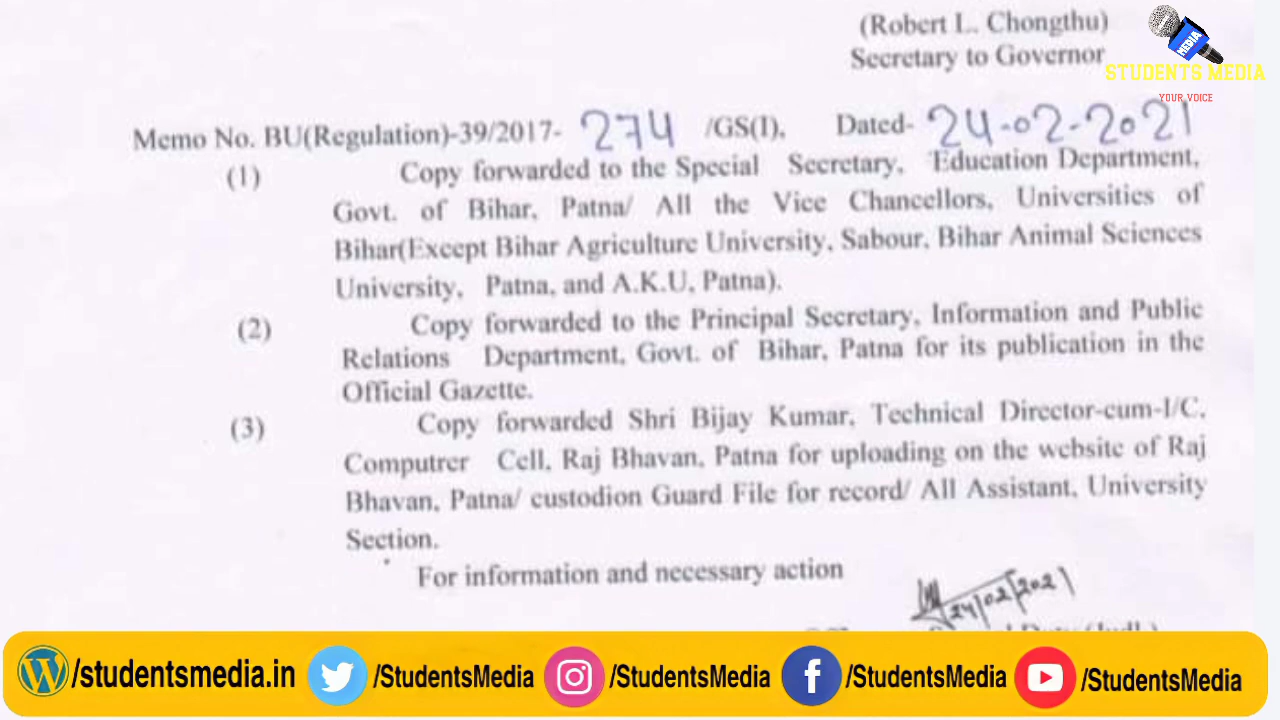 (Robert L. Chongthu)
Secretary to Governor
STUDENTS MEDIA
YOUR VOICE
MEDIA
Memo No. BU(Regulation)-39/2017- 274 /GS(I), Dated- 24-02-2021
(1) Copy forwarded to the Special Secretary, Education Department,
Govt. of Bihar, Patna/ All the Vice Chancellors, Universities of
Bihar(Except Bihar Agriculture University, Sabour, Bihar Animal Sciences
University, Patna, and A.K.U, Patna).
(2) Copy forwarded to the Principal Secretary, Information and Public
Relations Department, Govt. of Bihar, Patna for its publication in the
Official Gazette.
(3) Copy forwarded Shri Bijay Kumar, Technical Director-cum-I/C,
Computrer Cell, Raj Bhavan, Patna for uploading on the website of Raj
Bhavan, Patna/ custodion Guard File for record/ All Assistant, University
Section.
For information and necessary action
24/02/2021
/studentsmedia.in /StudentsMedia /StudentsMedia /StudentsMedia /StudentsMedia